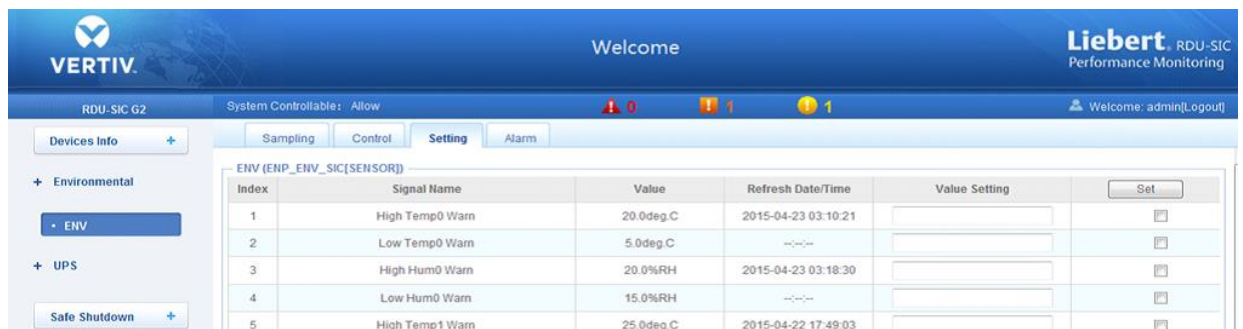 VERTIV.
Welcome
Liebert. RDU-SIC
Performance Monitoring
RDU-SIC G2
System Controllable: Allow
0
1
1
Welcome: admin[Logout]
Devices Info +
+ Environmental
• ENV
+ UPS
Safe Shutdown +
Sampling Control Setting Alarm
ENV (ENP_ENV_SIC[SENSOR])
Index Signal Name Value Refresh Date/Time Value Setting Set
1 High Temp0 Warn 20.0deg.C 2015-04-23 03:10:21
2 Low Temp0 Warn 5.0deg.C --:--:--
3 High Hum0 Warn 20.0%RH 2015-04-23 03:18:30
4 Low Hum0 Warn 15.0%RH --:--:--
5 High Temp1 Warn 25.0deg.C 2015-04-22 17:49:03